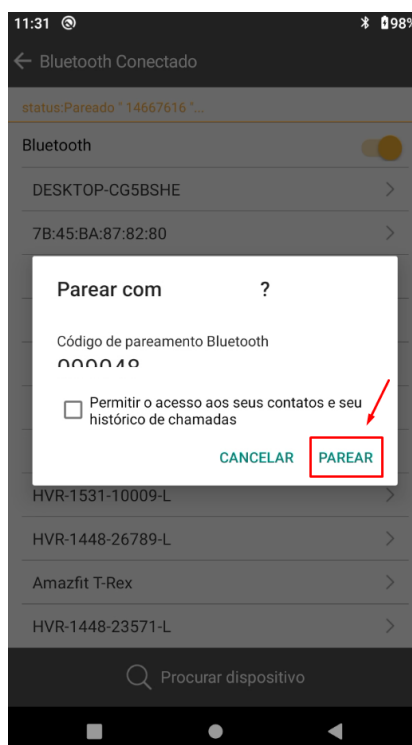 11:31 98%
Bluetooth Conectado
status:Pareado " 14667616 "...
Bluetooth
DESKTOP-CG5BSHE
7B:45:BA:87:82:80
Parear com ?
Código de pareamento Bluetooth
Permitir o acesso aos seus contatos e seu
histórico de chamadas
CANCELAR PAREAR
HVR-1531-10009-L
HVR-1448-26789-L
Amazfit T-Rex
HVR-1448-23571-L
Procurar dispositivo